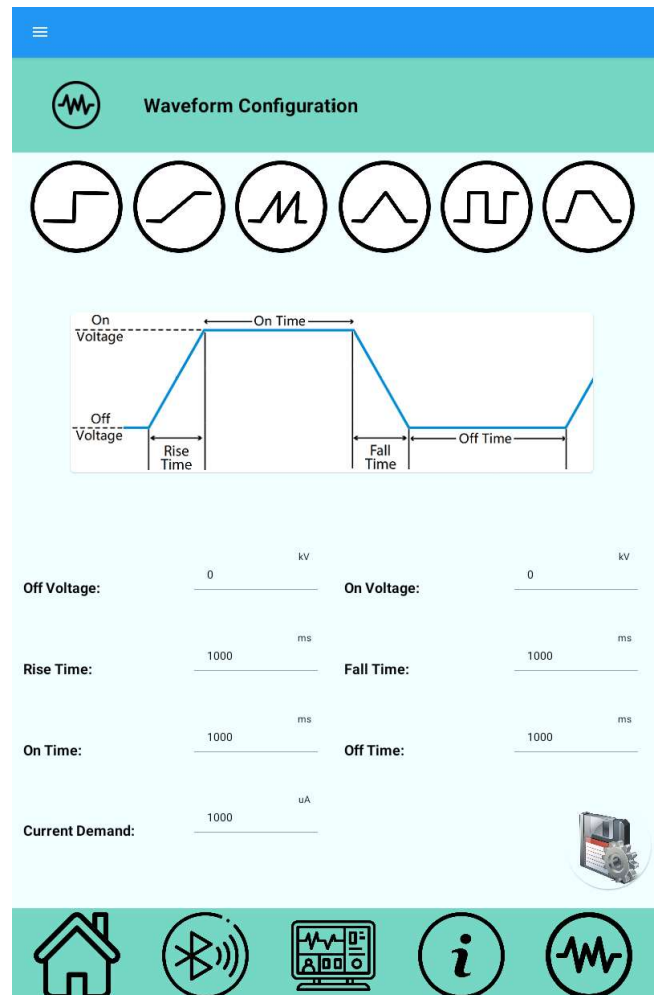 Waveform Configuration
On
Voltage
On Time
Off
Voltage
Rise
Time
Fall
Time
Off Time
Off Voltage:
0
kV
On Voltage:
0
kV
Rise Time:
1000
ms
Fall Time:
1000
ms
On Time:
1000
ms
Off Time:
1000
ms
Current Demand:
1000
uA
i